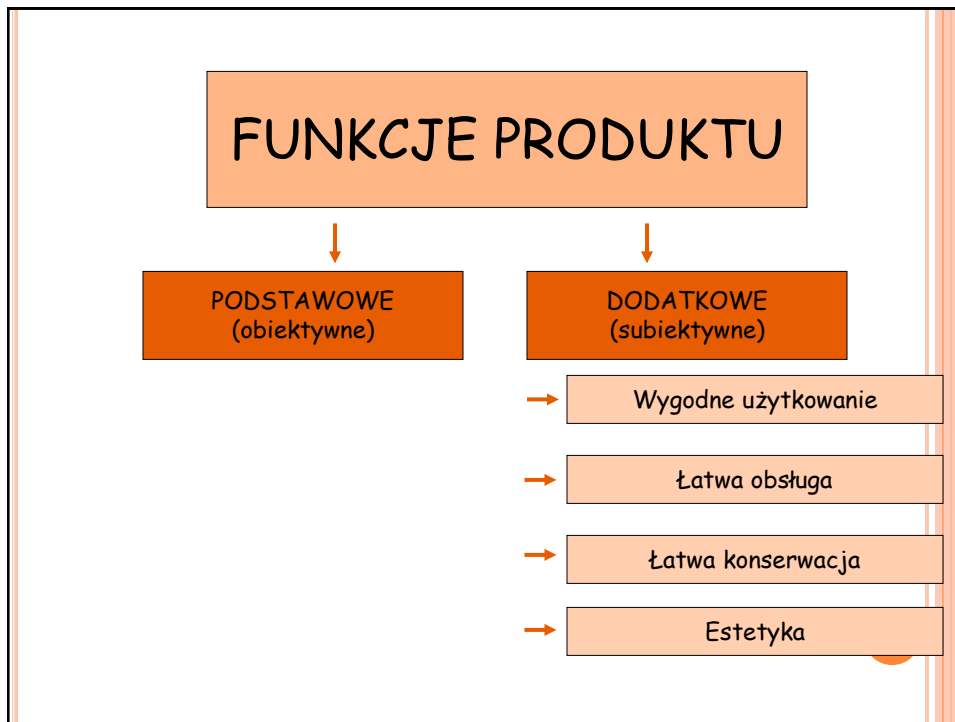 FUNKCJE PRODUKTU
PODSTAWOWE
(obiektywne)
DODATKOWE
(subiektywne)
Wygodne użytkowanie
Łatwa obsługa
Łatwa konserwacja
Estetyka